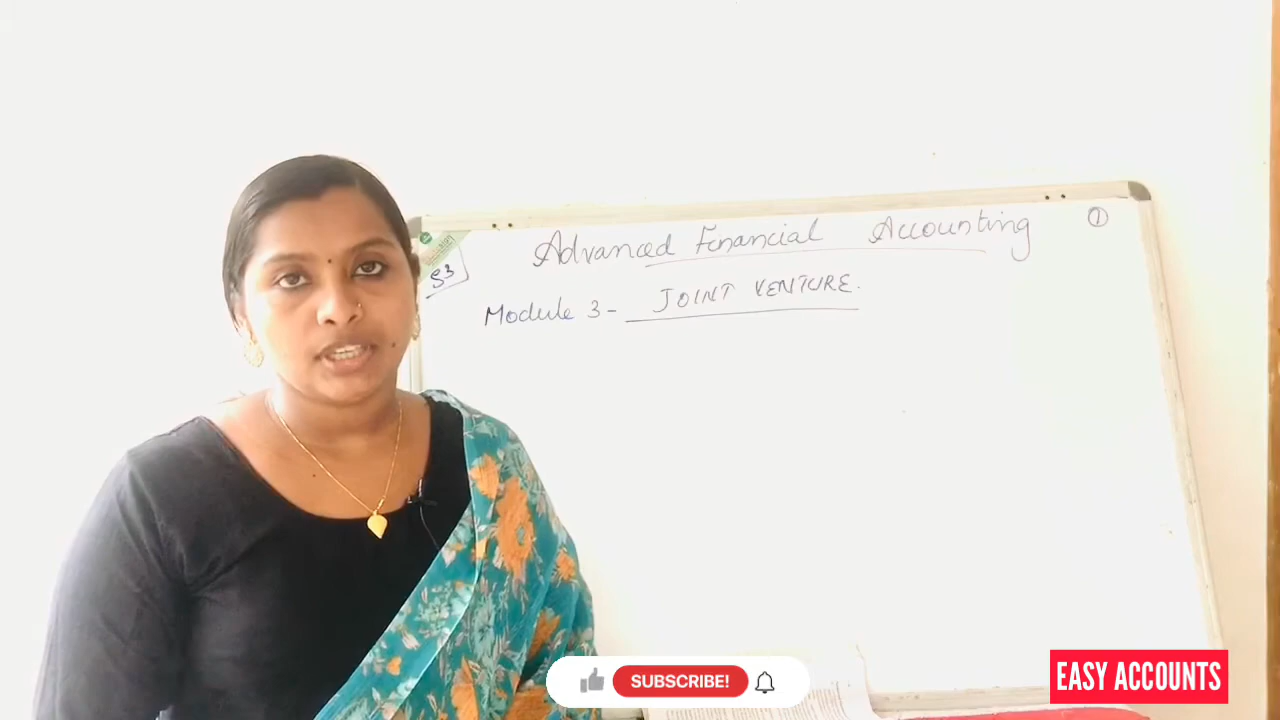 Advanced Financial Accounting
①
S3
Module 3 - JOINT VENTURE.
SUBSCRIBE!
EASY ACCOUNTS